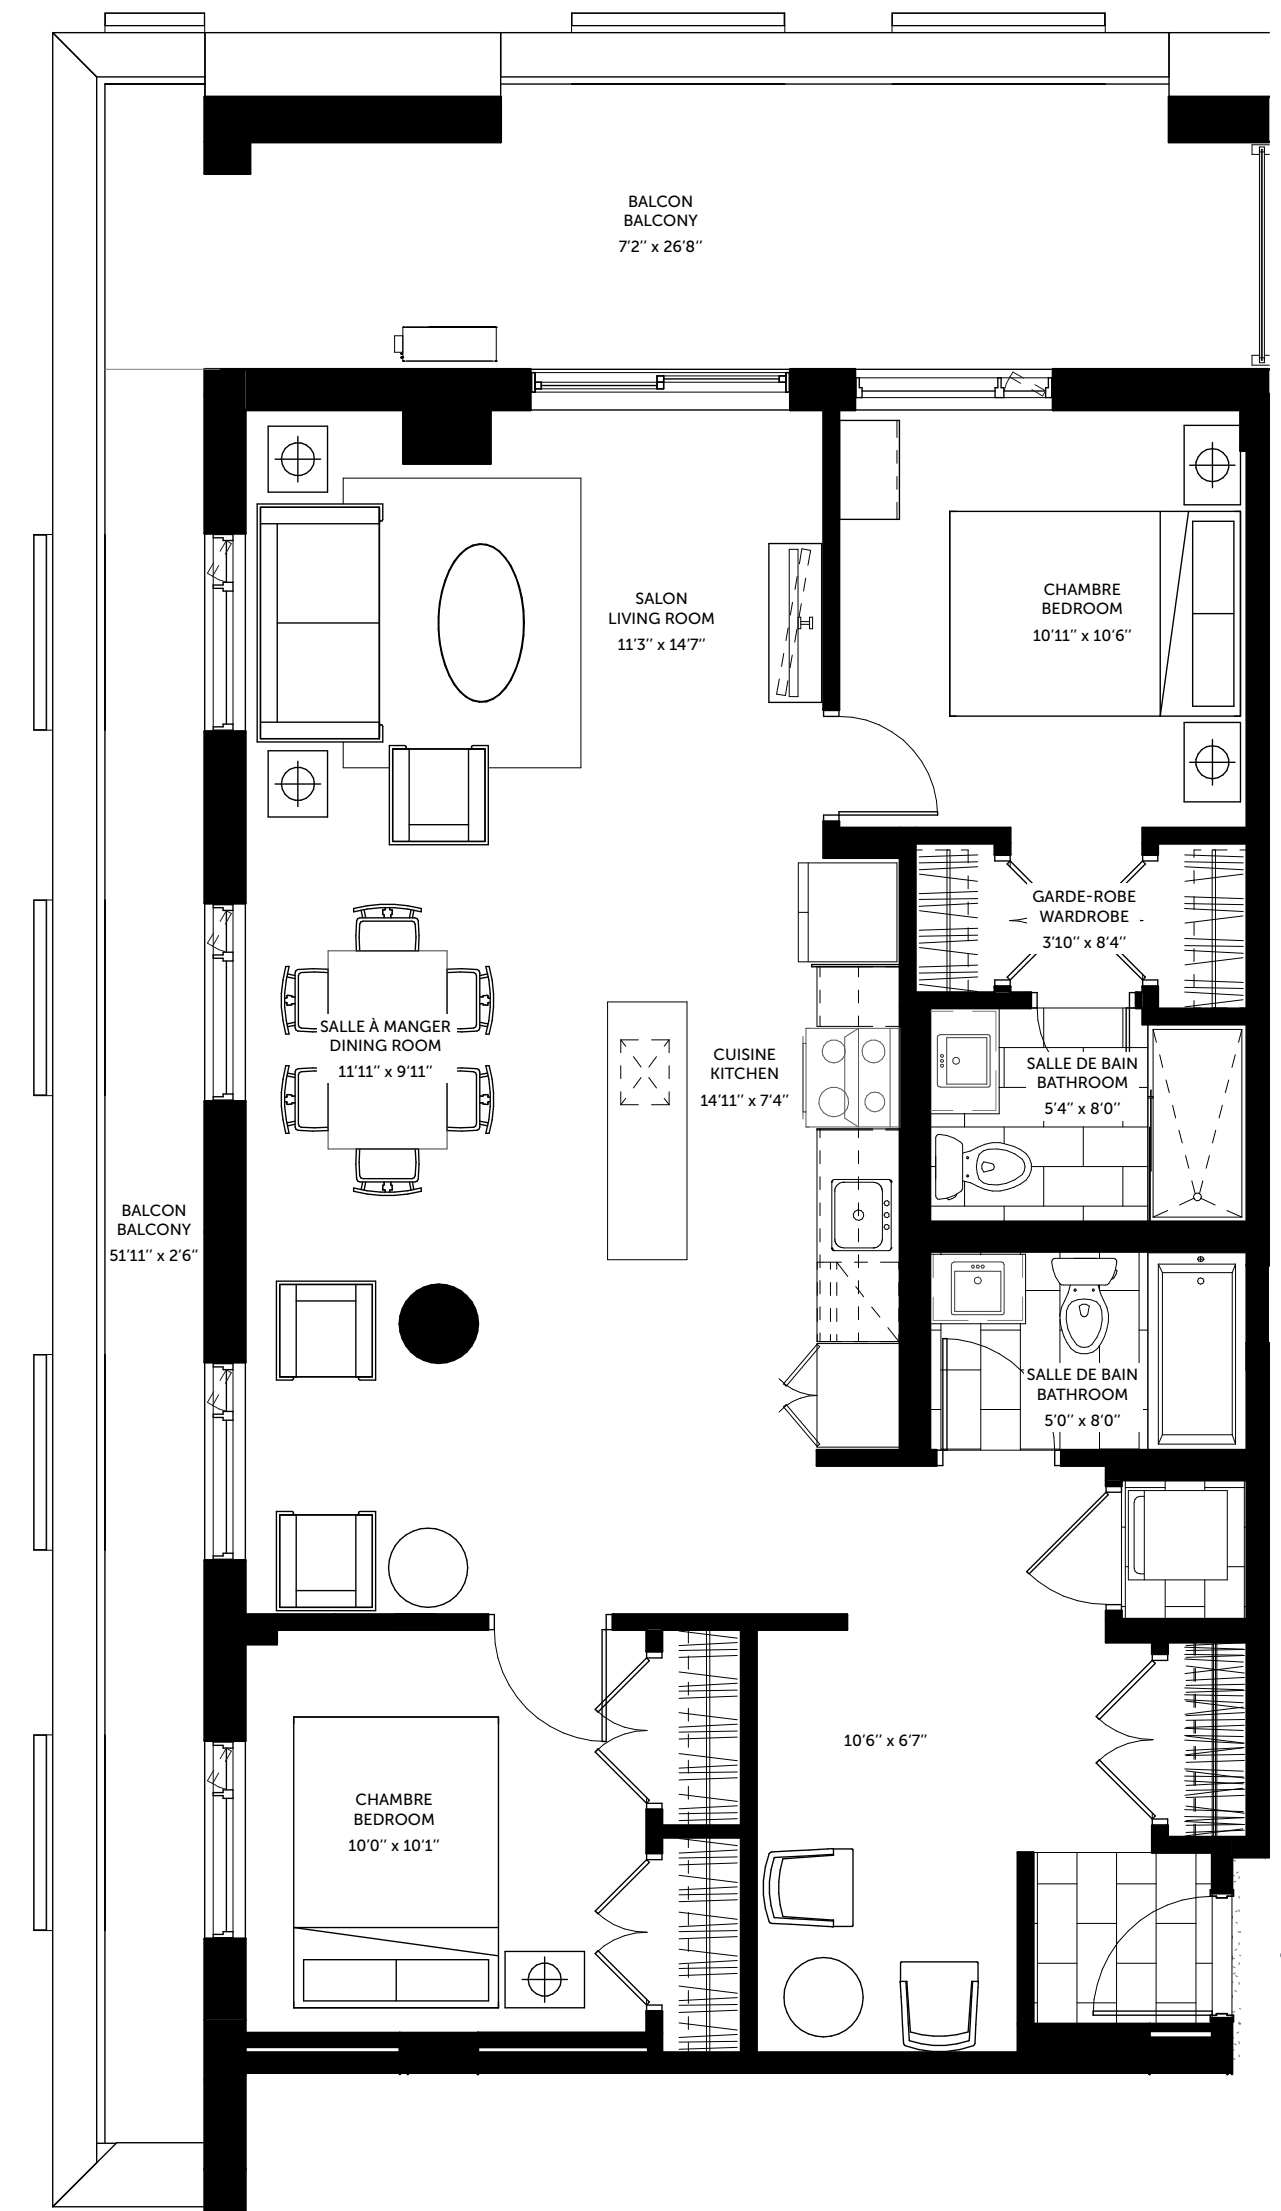 BALCON
BALCONY
7'2'' x 26'8''
SALON
LIVING ROOM
11'3'' x 14'7''
CHAMBRE
BEDROOM
10'11'' x 10'6''
GARDE-ROBE
WARDROBE
3'10'' x 8'4''
SALLE À MANGER
DINING ROOM
11'11'' x 9'11''
CUISINE
KITCHEN
14'11'' x 7'4''
SALLE DE BAIN
BATHROOM
5'4'' x 8'0''
BALCON
BALCONY
51'11'' x 2'6''
SALLE DE BAIN
BATHROOM
5'0'' x 8'0''
10'6'' x 6'7''
CHAMBRE
BEDROOM
10'0'' x 10'1''